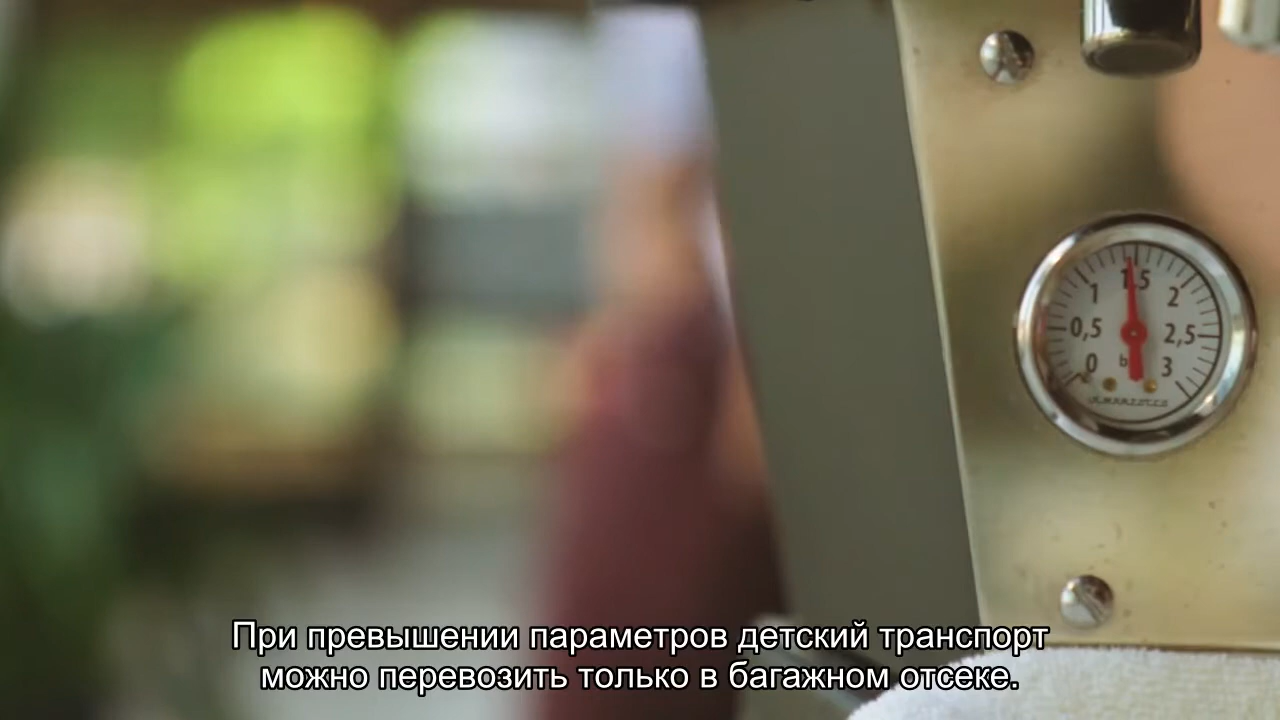 1
1,5
2
0,5
2,5
0
b
3
При превышении параметров детский транспорт
можно перевозить только в багажном отсеке.